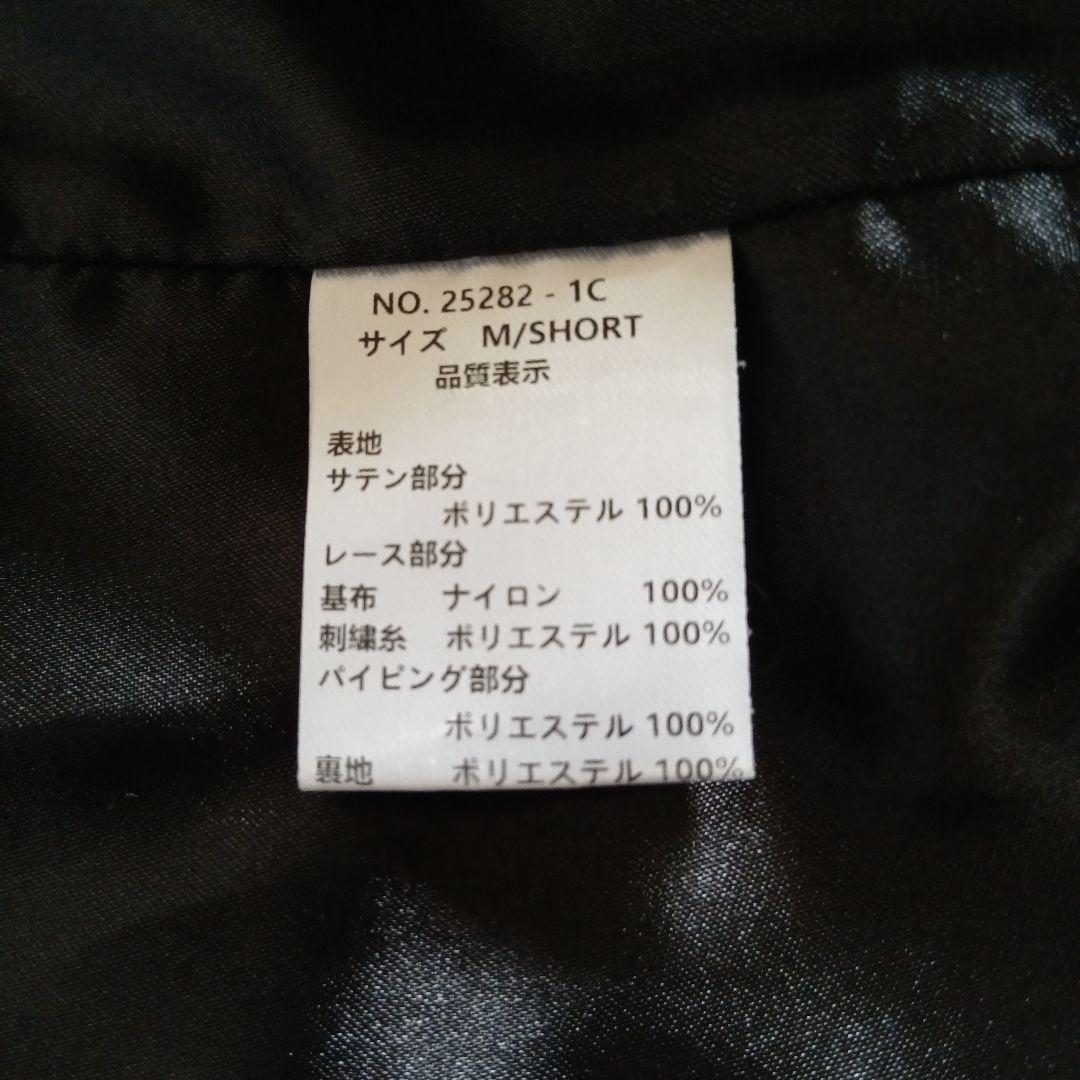 NO. 25282 - 1C
サイズ M/SHORT
品質表示
表地
サテン部分
ポリエステル 100%
レース部分
基布 ナイロン 100%
刺繍糸 ポリエステル 100%
パイピング部分
ポリエステル 100%
裏地 ポリエステル 100%